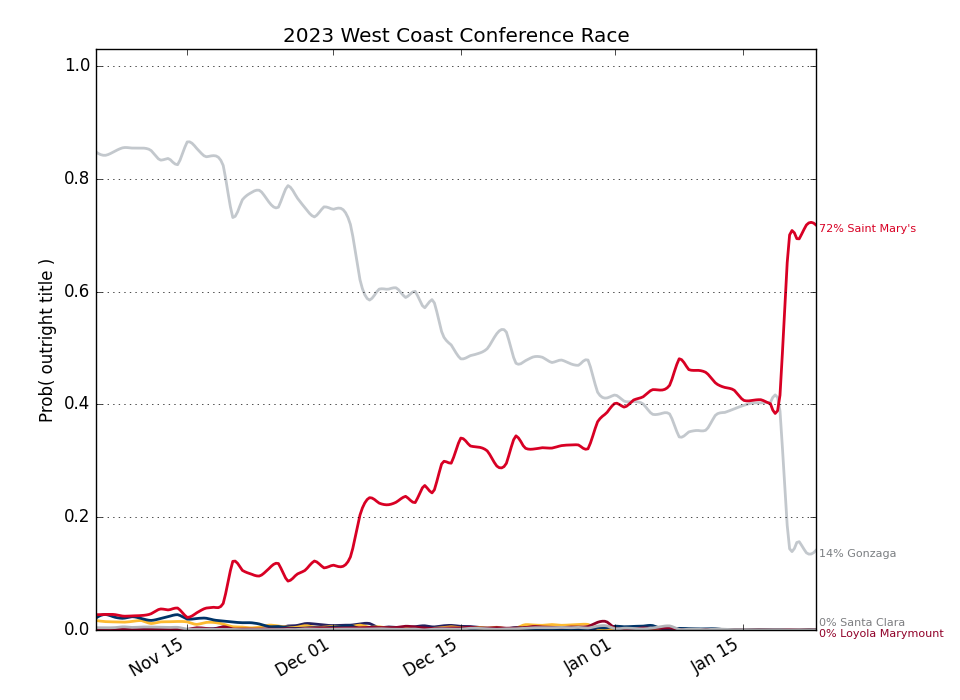 2023 West Coast Conference Race
1.0
0.8
0.6
0.4
0.2
0.0
Prob( outright title )
72% Saint Mary's
14% Gonzaga
0% Santa Clara
0% Loyola Marymount
Nov 15
Dec 01
Dec 15
Jan 01
Jan 15